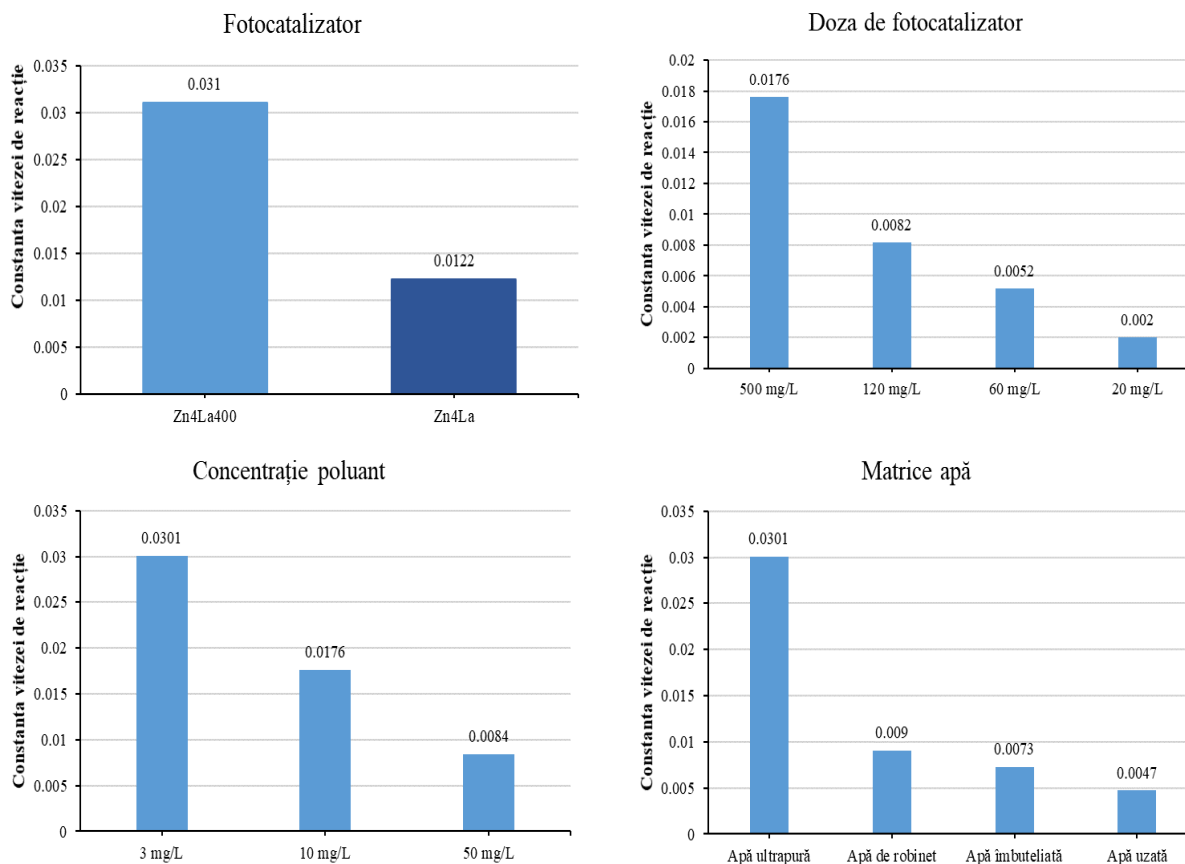 Fotocatalizator
Constanta vitezei de reacție
0.035
0.03
0.025
0.02
0.015
0.01
0.005
0
0.031
0.0122
Zn4La400
Zn4La
Doza de fotocatalizator
Constanta vitezei de reacție
0.02
0.018
0.016
0.014
0.012
0.01
0.008
0.006
0.004
0.002
0
0.0176
0.0082
0.0052
0.002
500 mg/L
120 mg/L
60 mg/L
20 mg/L
Concentrație poluant
Constanta vitezei de reacție
0.035
0.03
0.025
0.02
0.015
0.01
0.005
0
0.0301
0.0176
0.0084
3 mg/L
10 mg/L
50 mg/L
Matrice apă
Constanta vitezei de reacție
0.035
0.03
0.025
0.02
0.015
0.01
0.005
0
0.0301
0.009
0.0073
0.0047
Apă ultrapură
Apă de robinet
Apă îmbuteliată
Apă uzată